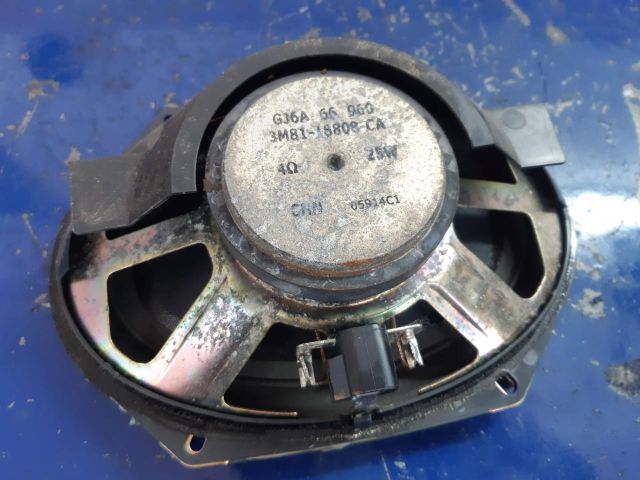 GJ6A 66 960
3M81-18808-CA
4Ω 25W
CHN 05914C1